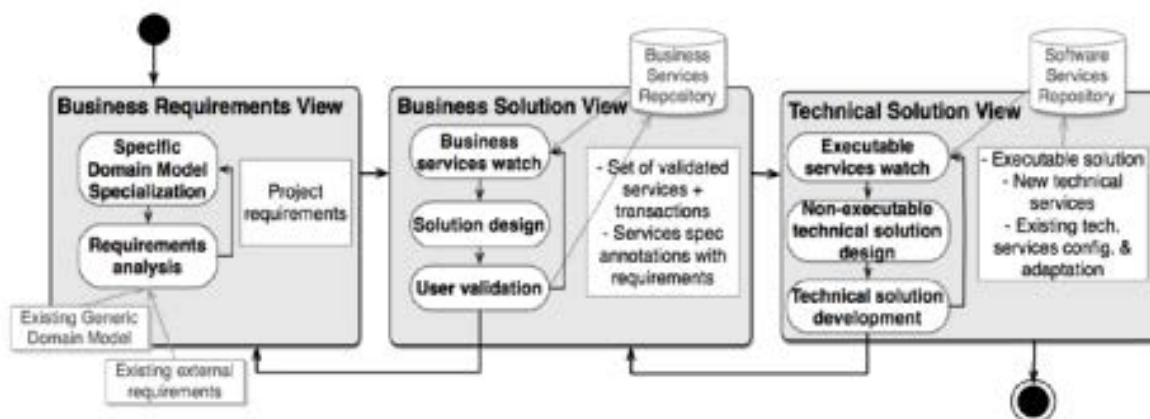 Business Requirements View
Specific
Domain Model
Specialization
Requirements
analysis
Project
requirements
Existing Generic
Domain Model
Existing external
requirements
Business
Services
Repository
Business Solution View
Business
services watch
Solution design
User validation
- Set of validated
services +
transactions
- Services spec
annotations with
requirements
Software
Services
Repository
Technical Solution View
Executable
services watch
Non-executable
technical solution
design
Technical solution
development
- Executable solution
- New technical
services
- Existing tech.
services config. &
adaptation